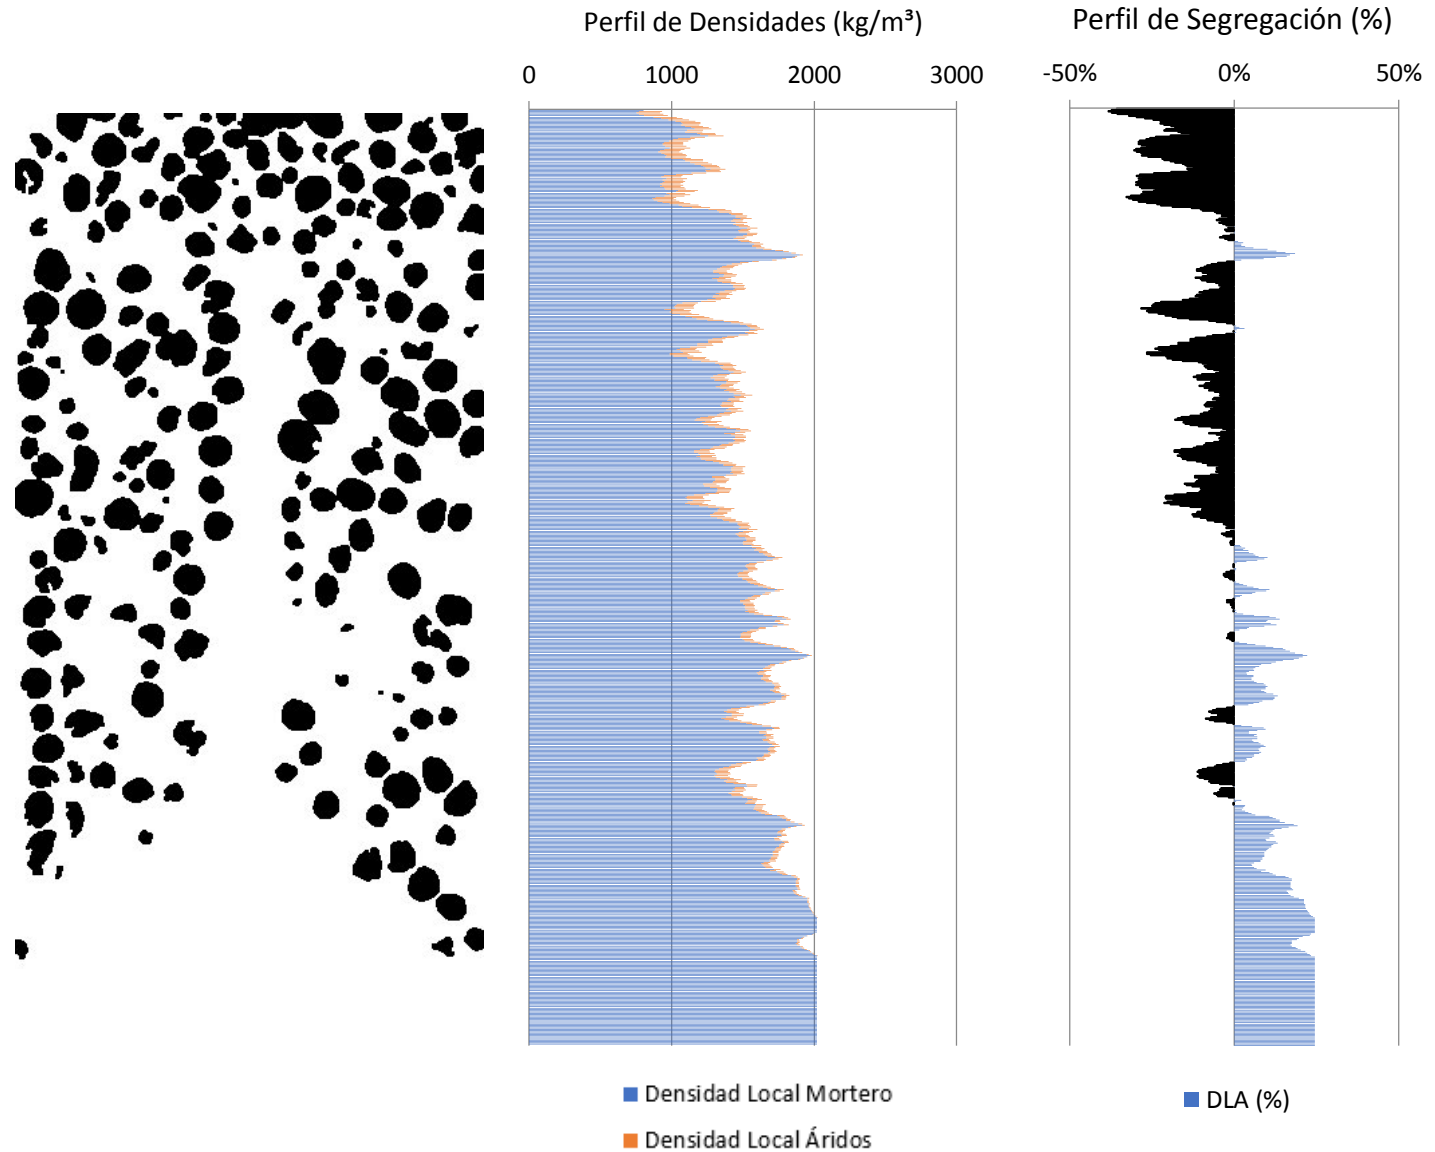 Perfil de Densidades (kg/m³)
Perfil de Segregación (%)
0 1000 2000 3000
-50% 0% 50%
Densidad Local Mortero
Densidad Local Áridos
DLA (%)